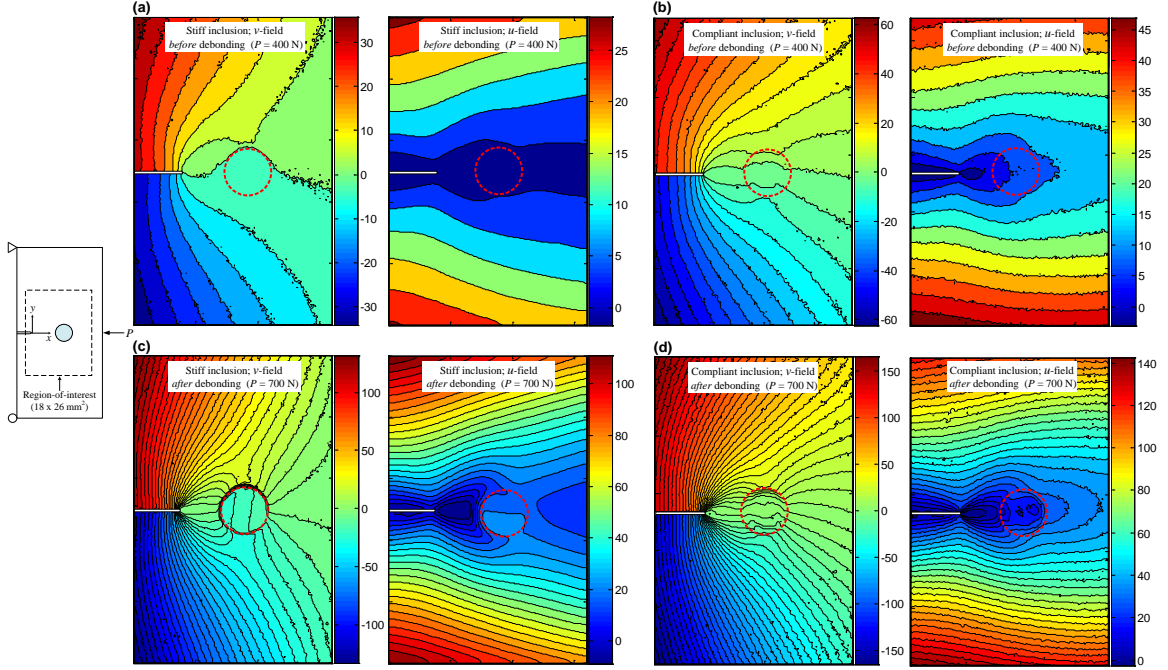 (a)
Stiff inclusion; v-field
before debonding (P = 400 N)
30
20
10
0
-10
-20
-30
Stiff inclusion; u-field
before debonding (P = 400 N)
25
20
15
10
5
0
(b)
Compliant inclusion; v-field
before debonding (P = 400 N)
60
40
20
0
-20
-40
-60
Compliant inclusion; u-field
before debonding (P = 400 N)
45
40
35
30
25
20
15
10
5
0
y
x
P
Region-of-interest
(18 x 26 mm²)
(c)
Stiff inclusion; v-field
after debonding (P = 700 N)
100
50
0
-50
-100
Stiff inclusion; u-field
after debonding (P = 700 N)
100
80
60
40
20
0
(d)
Compliant inclusion; v-field
after debonding (P = 700 N)
150
100
50
0
-50
-100
-150
Compliant inclusion; u-field
after debonding (P = 700 N)
140
120
100
80
60
40
20
0